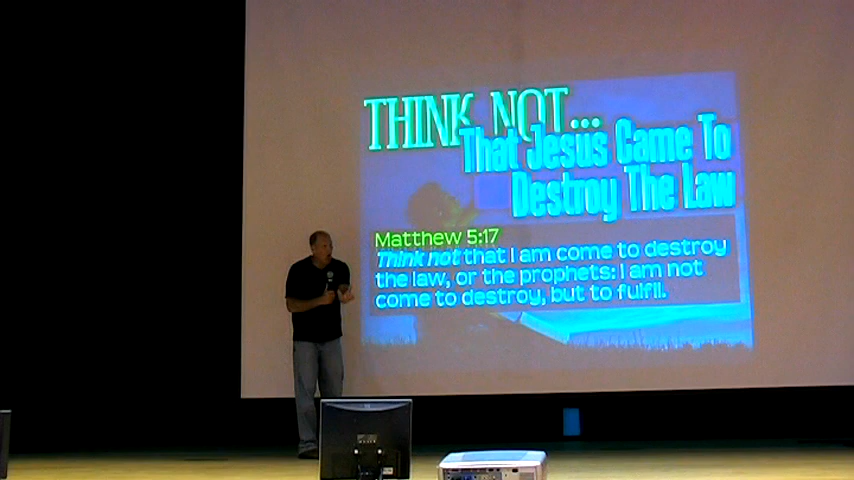 THINK NOT...
That Jesus Came To
Destroy The Law
Matthew 5:17
Think not that I am come to destroy
the law, or the prophets: I am not
come to destroy, but to fulfil.